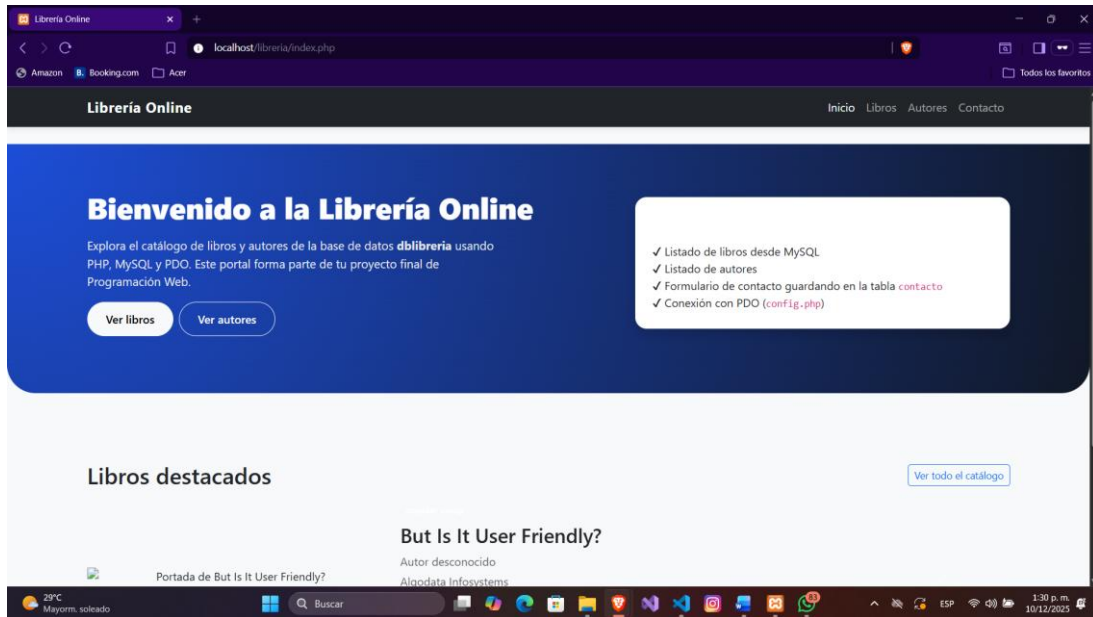 Librería Online
localhost/libreria/index.php
Amazon
B. Booking.com
Acer
Todos los favoritos
Librería Online
Inicio Libros Autores Contacto
Bienvenido a la Librería Online
Explora el catálogo de libros y autores de la base de datos dblibreria usando
PHP, MySQL y PDO. Este portal forma parte de tu proyecto final de
Programación Web.
Ver libros
Ver autores
✓ Listado de libros desde MySQL
✓ Listado de autores
✓ Formulario de contacto guardando en la tabla contacto
✓ Conexión con PDO (config.php)
Libros destacados
Ver todo el catálogo
But Is It User Friendly?
Autor desconocido
Portada de But Is It User Friendly?
Algodata Infosystems
29°C
Mayorm. soleado
Buscar
83
ESP
1:30 p. m.
10/12/2025